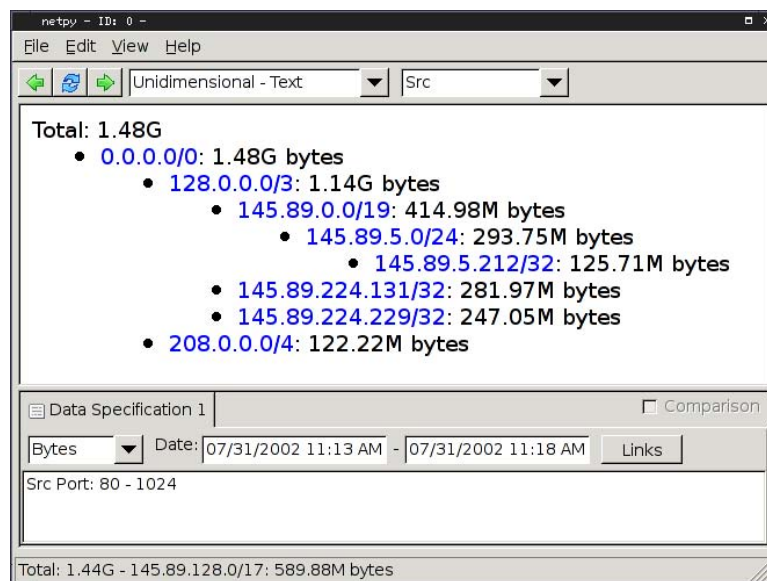 netpy - ID: 0 -
File Edit View Help
Unidimensional - Text Src
Total: 1.48G
• 0.0.0.0/0: 1.48G bytes
• 128.0.0.0/3: 1.14G bytes
• 145.89.0.0/19: 414.98M bytes
• 145.89.5.0/24: 293.75M bytes
• 145.89.5.212/32: 125.71M bytes
• 145.89.224.131/32: 281.97M bytes
• 145.89.224.229/32: 247.05M bytes
• 208.0.0.0/4: 122.22M bytes
Data Specification 1 Comparison
Bytes Date: 07/31/2002 11:13 AM - 07/31/2002 11:18 AM Links
Src Port: 80 - 1024
Total: 1.44G - 145.89.128.0/17: 589.88M bytes